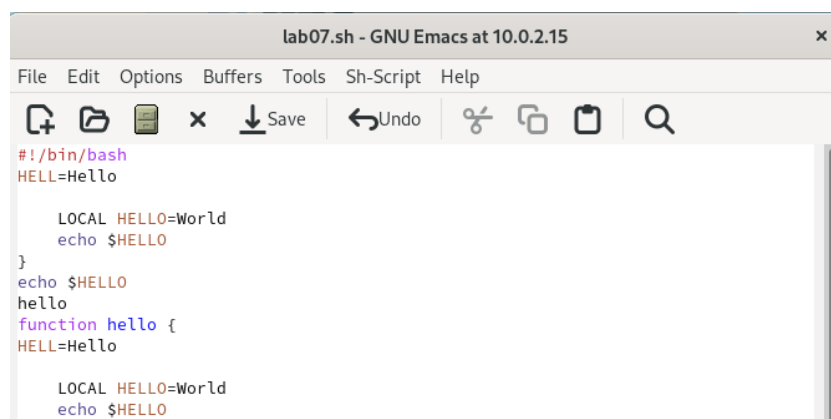 lab07.sh - GNU Emacs at 10.0.2.15
File Edit Options Buffers Tools Sh-Script Help
Save Undo
#!/bin/bash
HELL=Hello
LOCAL HELLO=World
echo $HELLO
}
echo $HELLO
hello
function hello {
HELL=Hello
LOCAL HELLO=World
echo $HELLO